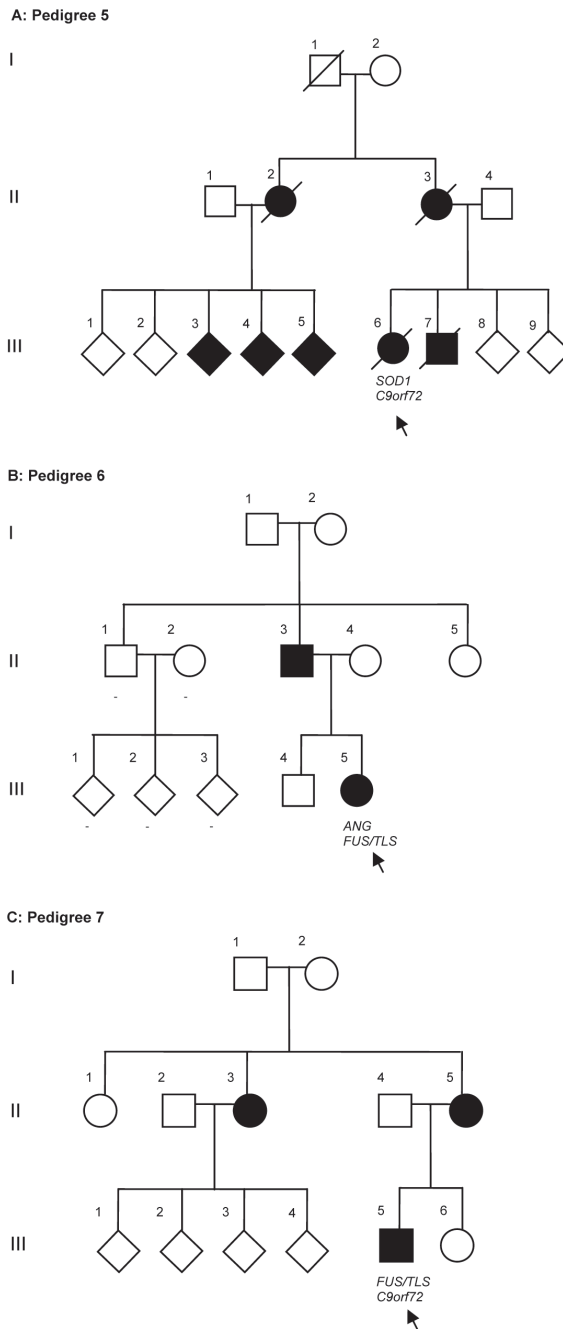 A: Pedigree 5
I
1 2
II
1 2 3 4
III
1 2 3 4 5 6 7 8 9
SOD1
C9orf72
B: Pedigree 6
I
1 2
II
1 2 3 4 5
- -
III
1 2 3 4 5
- - -
ANG
FUS/TLS
C: Pedigree 7
I
1 2
II
1 2 3 4 5
III
1 2 3 4 5 6
FUS/TLS
C9orf72